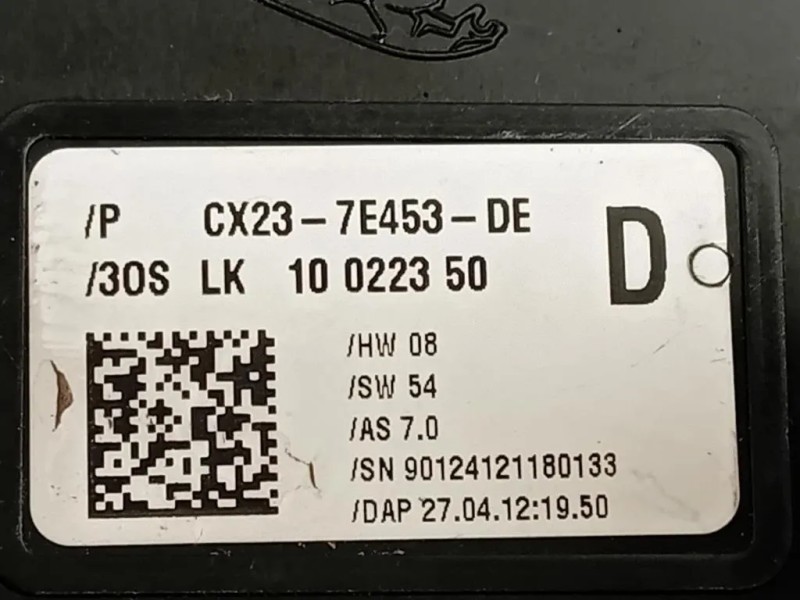 /P CX23-7E453-DE
D
/30S LK 10 0223 50
/HW 08
/SW 54
/AS 7.0
/SN 90124121180133
/DAP 27.04.12:19.50